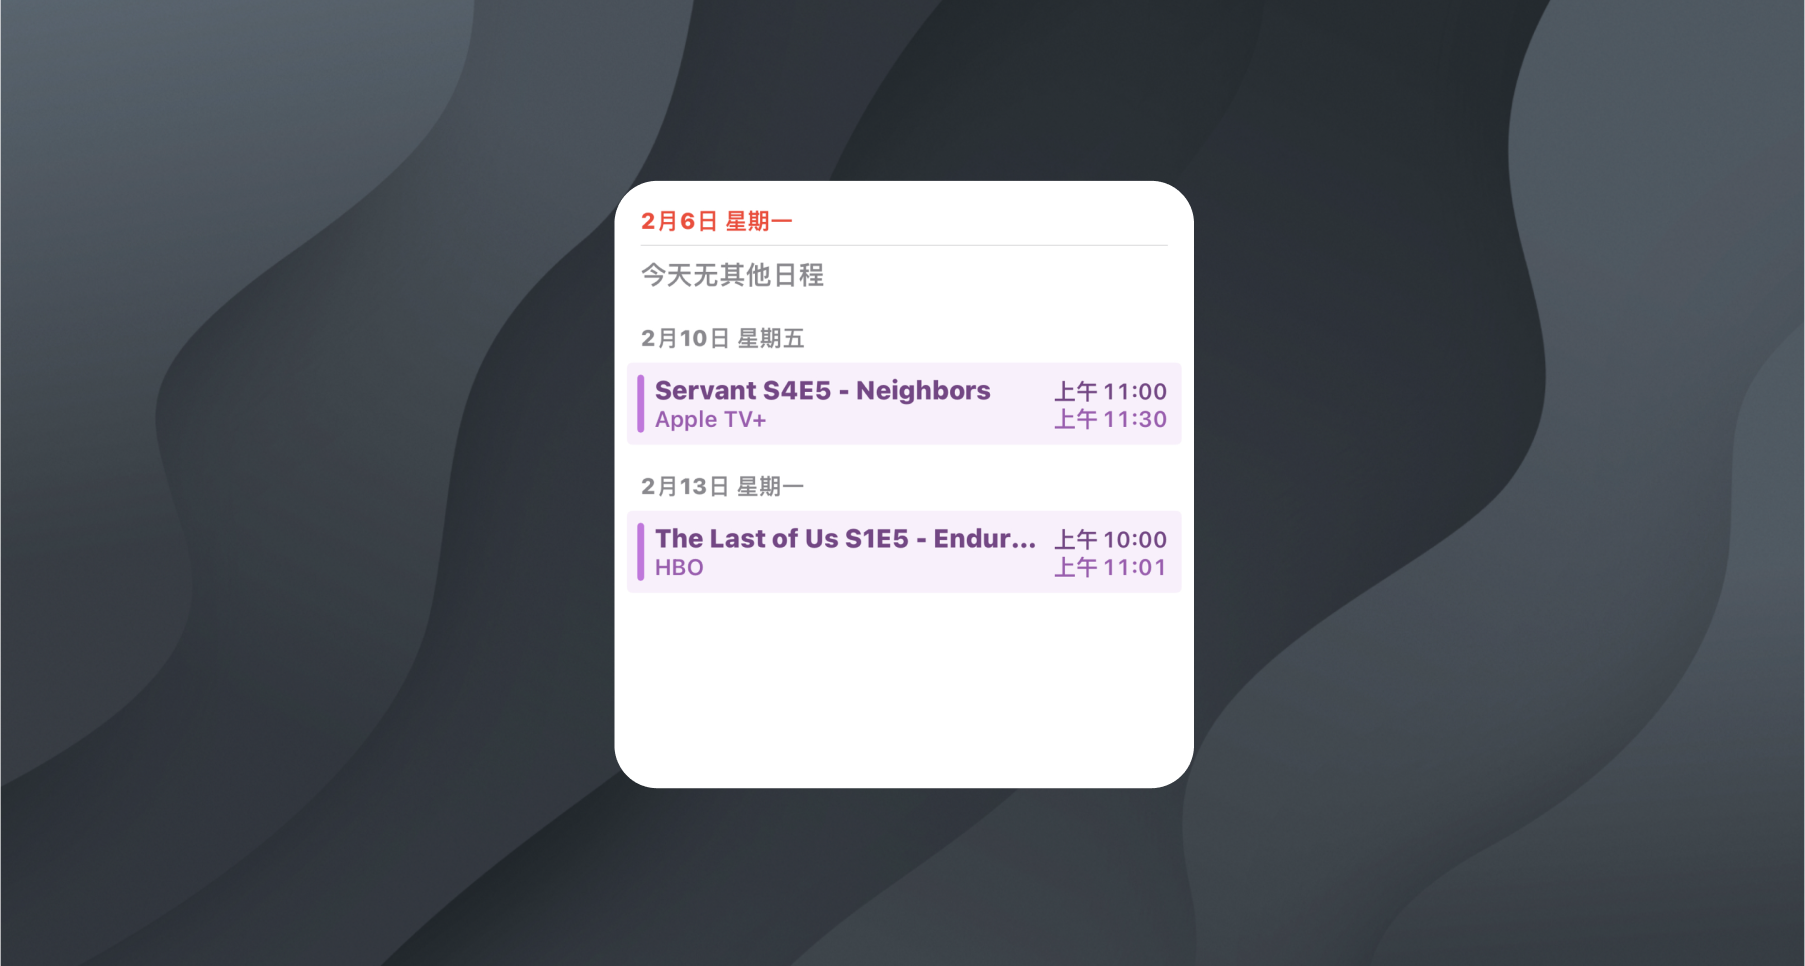 2月6日 星期一
今天无其他日程
2月10日 星期五
Servant S4E5 - Neighbors 上午 11:00
Apple TV+ 上午 11:30
2月13日 星期一
The Last of Us S1E5 - Endur... 上午 10:00
HBO 上午 11:01